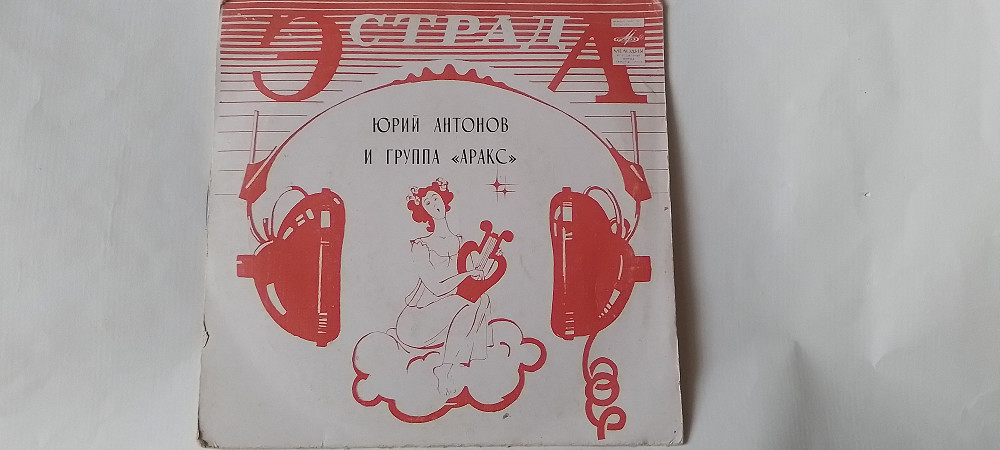 ЭСТРАДА
МЕЛОДИЯ
ЮРИЙ АНТОНОВ
И ГРУППА «АРАКС»